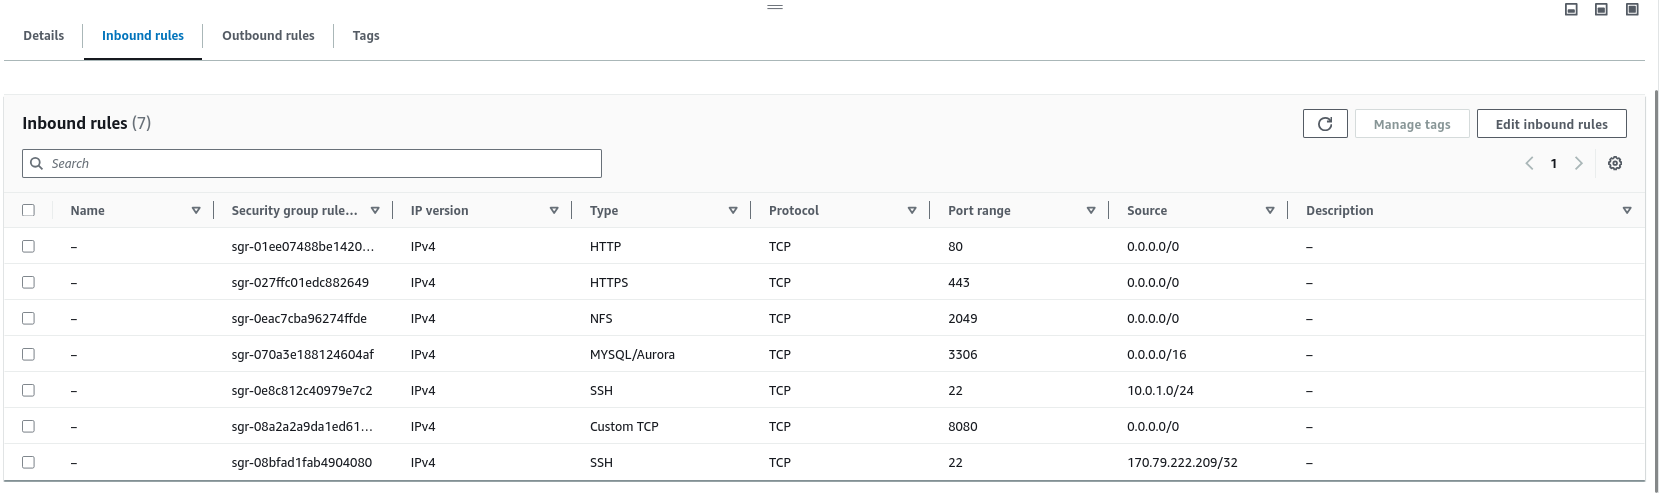 Details Inbound rules Outbound rules Tags
Inbound rules (7) Manage tags Edit inbound rules
Search 1
Name Security group rule... IP version Type Protocol Port range Source Description
– sgr-01ee07488be1420... IPv4 HTTP TCP 80 0.0.0.0/0 –
– sgr-027ffc01edc882649 IPv4 HTTPS TCP 443 0.0.0.0/0 –
– sgr-0eac7cba96274ffde IPv4 NFS TCP 2049 0.0.0.0/0 –
– sgr-070a3e188124604af IPv4 MYSQL/Aurora TCP 3306 0.0.0.0/16 –
– sgr-0e8c812c40979e7c2 IPv4 SSH TCP 22 10.0.1.0/24 –
– sgr-08a2a2a9da1ed61... IPv4 Custom TCP TCP 8080 0.0.0.0/0 –
– sgr-08bfad1fab4904080 IPv4 SSH TCP 22 170.79.222.209/32 –